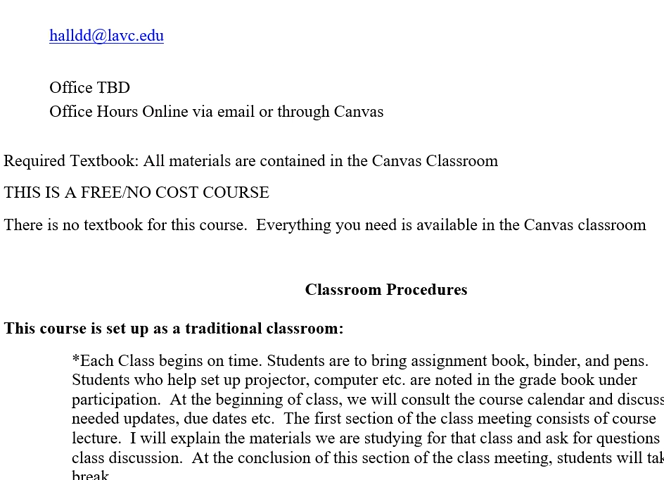 halldd@lavc.edu
Office TBD
Office Hours Online via email or through Canvas
Required Textbook: All materials are contained in the Canvas Classroom
THIS IS A FREE/NO COST COURSE
There is no textbook for this course.  Everything you need is available in the Canvas classroom
Classroom Procedures
This course is set up as a traditional classroom:
*Each Class begins on time. Students are to bring assignment book, binder, and pens.
Students who help set up projector, computer etc. are noted in the grade book under
participation.  At the beginning of class, we will consult the course calendar and discuss
needed updates, due dates etc.  The first section of the class meeting consists of course
lecture.  I will explain the materials we are studying for that class and ask for questions
class discussion.  At the conclusion of this section of the class meeting, students will
break